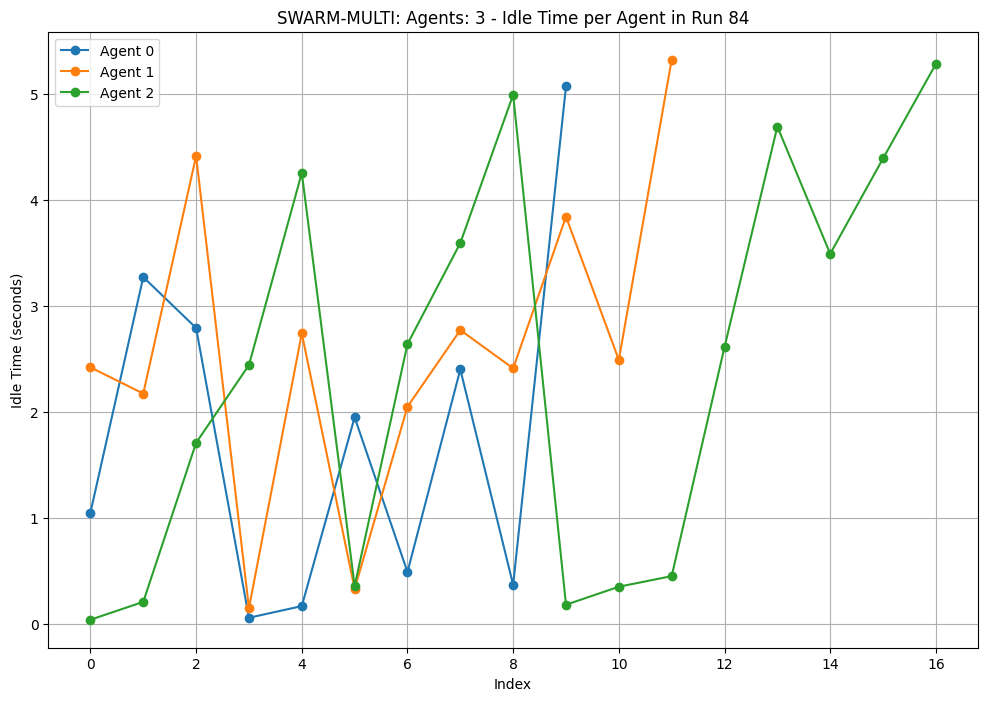 SWARM-MULTI: Agents: 3 - Idle Time per Agent in Run 84
Agent 0
Agent 1
Agent 2
Idle Time (seconds)
5
4
3
2
1
0
0 2 4 6 8 10 12 14 16
Index